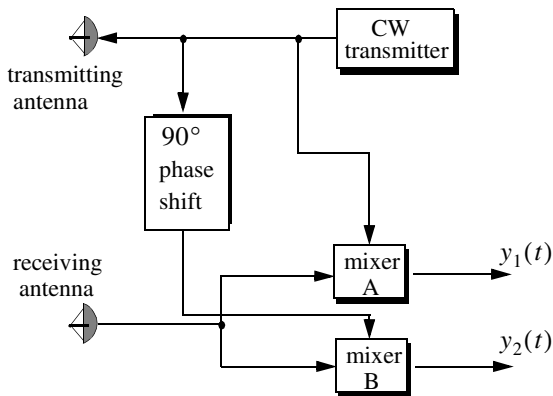 CW
transmitter
transmitting
antenna
90°
phase
shift
receiving
antenna
mixer
A
y₁(t)
mixer
B
y₂(t)